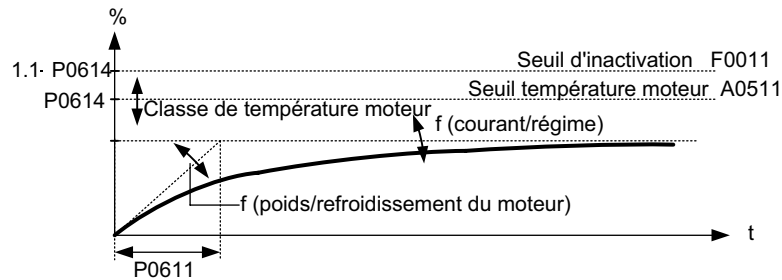 %
Seuil d'inactivation F0011
1.1· P0614
Seuil température moteur A0511
P0614
Classe de température moteur
f (courant/régime)
f (poids/refroidissement du moteur)
t
P0611